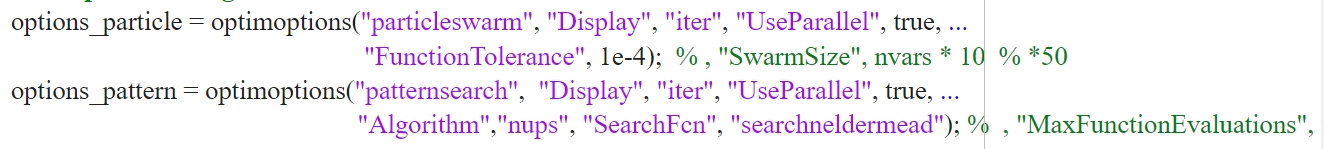 options_particle = optimoptions("particleswarm", "Display", "iter", "UseParallel", true, ...
"FunctionTolerance", 1e-4); % , "SwarmSize", nvars * 10 % *50
options_pattern = optimoptions("patternsearch", "Display", "iter", "UseParallel", true, ...
"Algorithm","nups", "SearchFcn", "searchneldermead"); % , "MaxFunctionEvaluations",